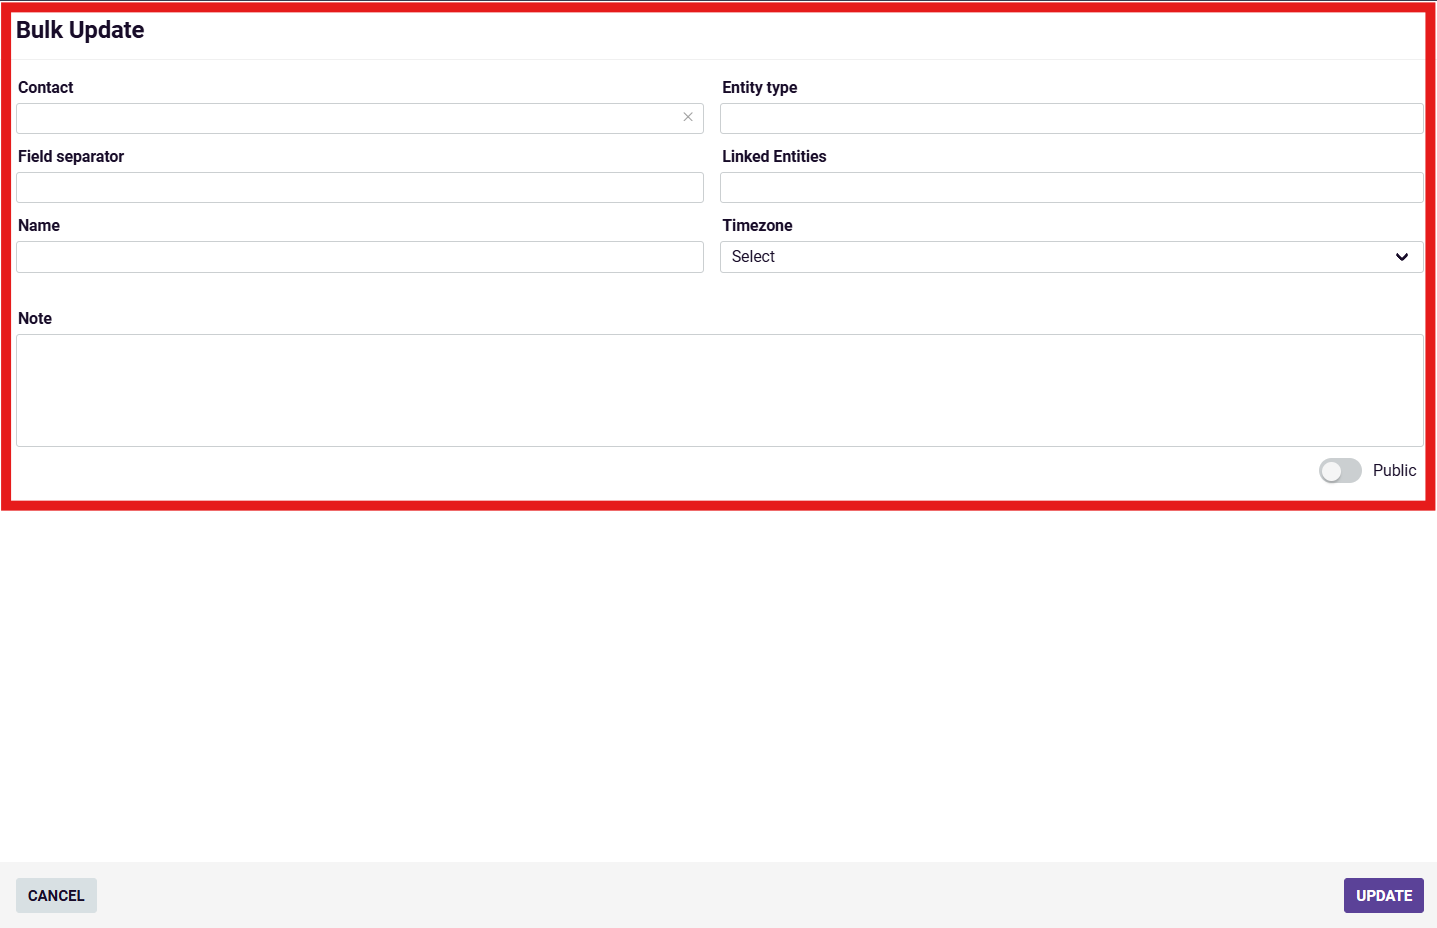 Bulk Update
Contact
Entity type
Field separator
Linked Entities
Name
Timezone
Select
Note
Public
CANCEL
UPDATE